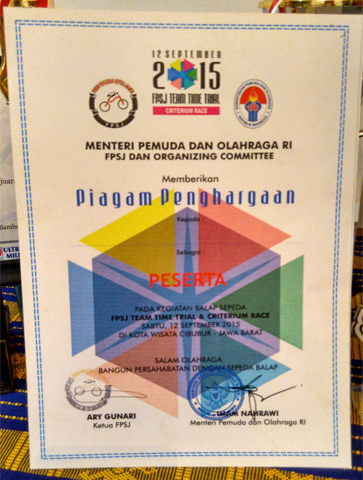 12 SEPTEMBER
2015
FPSJ TEAM TIME TRIAL
CRITERIUM RACE
FPSJ
MENTERI PEMUDA DAN OLAHRAGA RI
FPSJ DAN ORGANIZING COMMITTEE
Memberikan
Piagam Penghargaan
Kepada :
Sebagai :
PESERTA
PADA KEGIATAN BALAP SEPEDA
FPSJ TEAM TIME TRIAL & CRITERIUM RACE
SABTU, 12 SEPTEMBER 2015
DI KOTA WISATA CIBUBUR - JAWA BARAT
SALAM OLAHRAGA
BANGUN PERSAHABATAN DENGAN SEPEDA BALAP
ARY GUNARI
Ketua FPSJ
IMAM NAHRAWI
Menteri Pemuda dan Olahraga RI